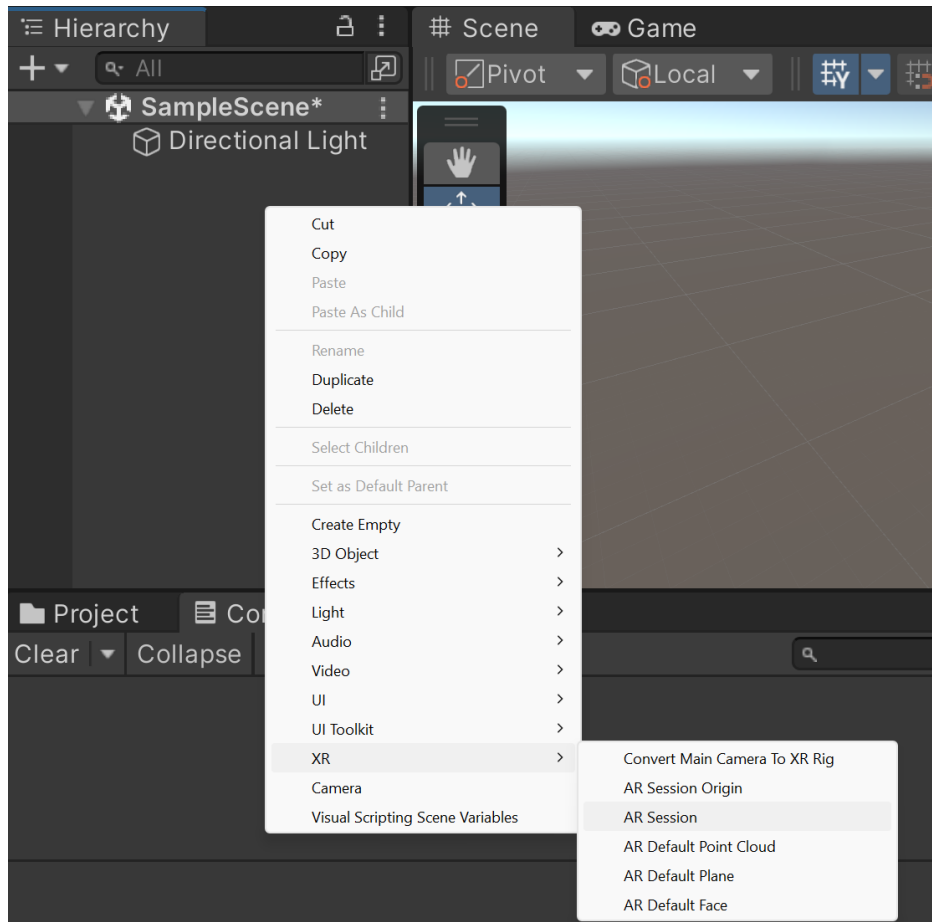 Hierarchy
Scene
Game
All
Pivot
Local
SampleScene*
Directional Light
Cut
Copy
Paste
Paste As Child
Rename
Duplicate
Delete
Select Children
Set as Default Parent
Create Empty
3D Object
Effects
Light
Audio
Video
UI
UI Toolkit
XR
Camera
Visual Scripting Scene Variables
Convert Main Camera To XR Rig
AR Session Origin
AR Session
AR Default Point Cloud
AR Default Plane
AR Default Face
Project
Clear
Collapse